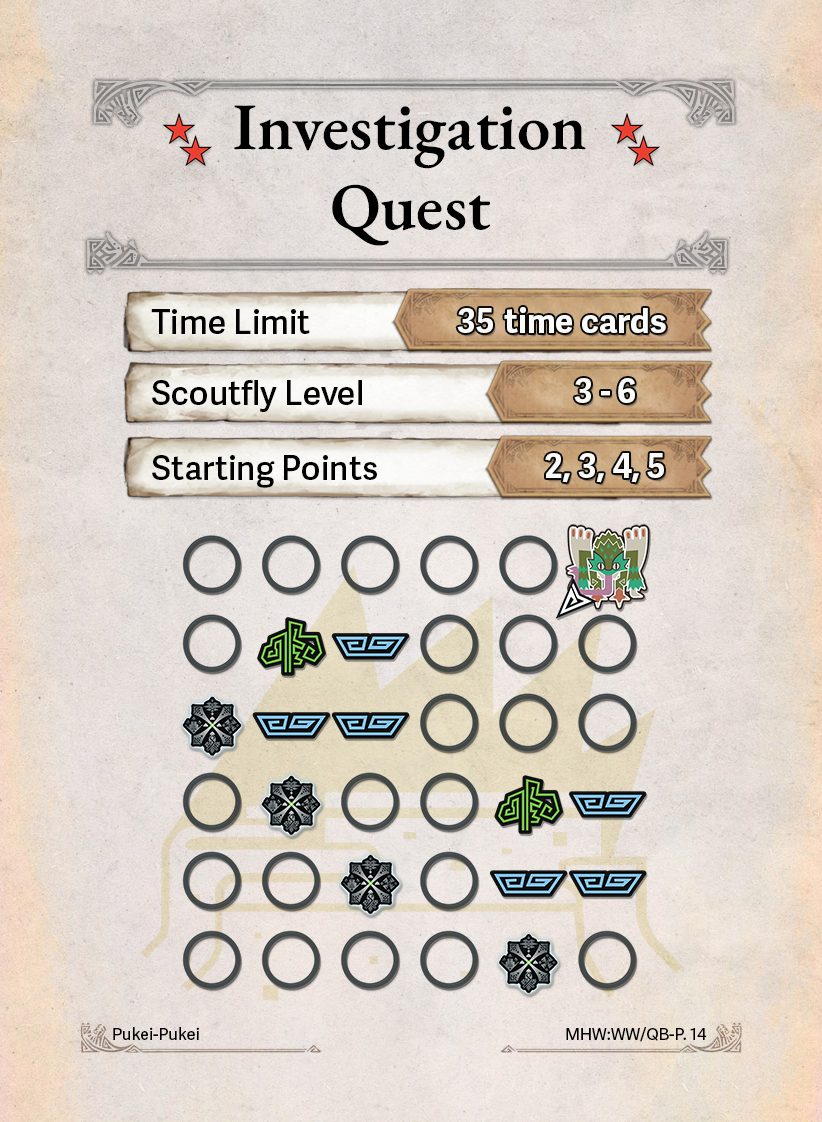 Investigation
Quest
Time Limit 35 time cards
Scoutfly Level 3 - 6
Starting Points 2, 3, 4, 5
Pukei-Pukei MHW:WW/QB-P. 14